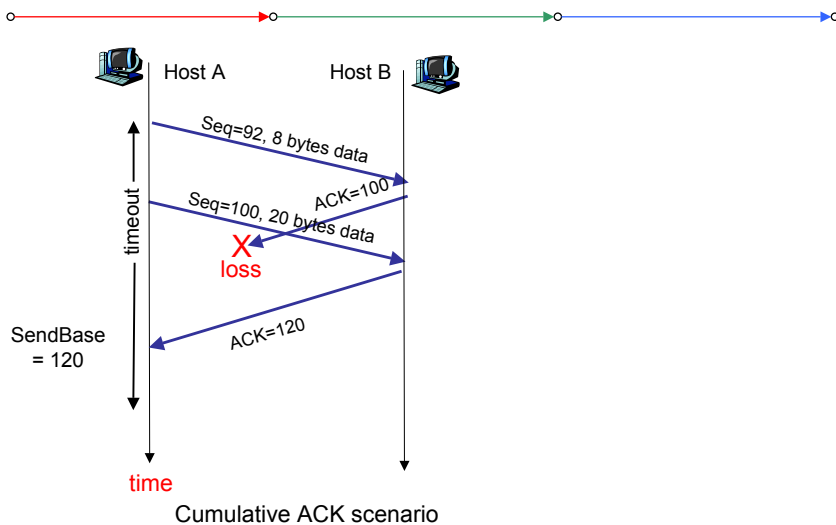 Host A
Host B
Seq=92, 8 bytes data
ACK=100
timeout
Seq=100, 20 bytes data
X
loss
ACK=120
SendBase
= 120
time
Cumulative ACK scenario